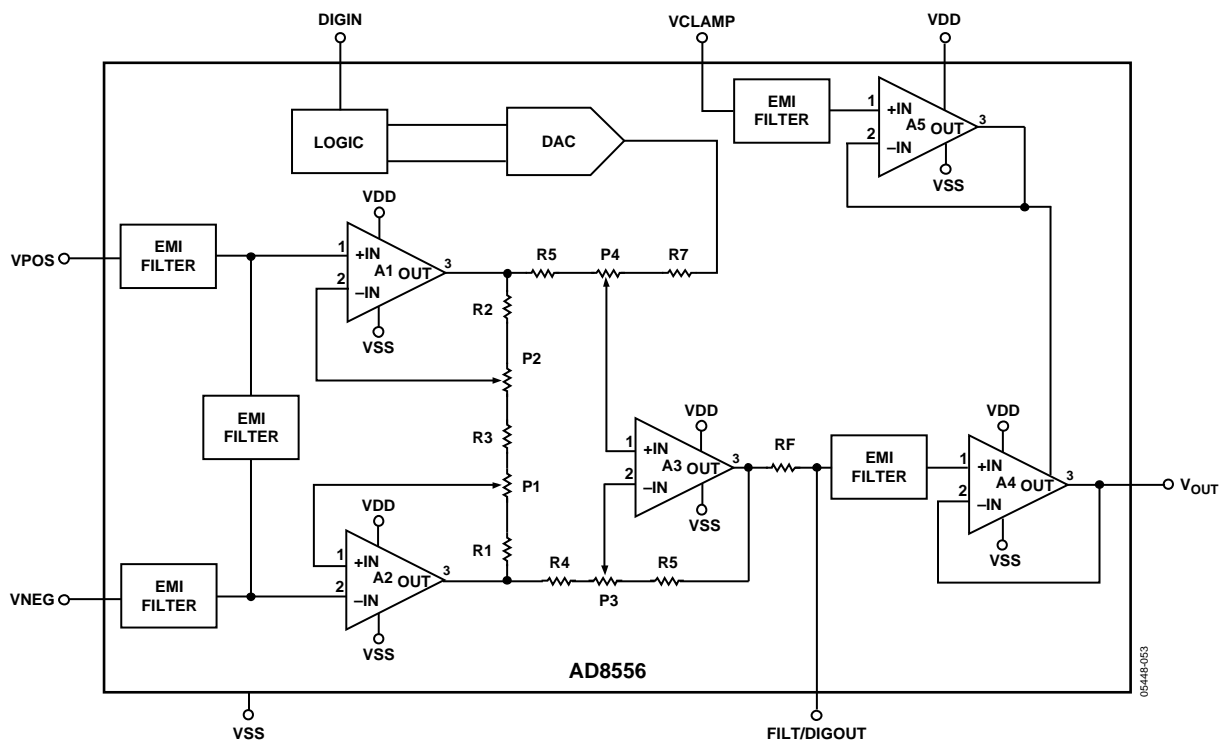 DIGIN
VCLAMP
VDD
LOGIC
DAC
EMI
FILTER
1
+IN
A5
OUT
3
2
–IN
VSS
VPOS
EMI
FILTER
VDD
1
+IN
A1
OUT
3
2
–IN
VSS
R5
P4
R7
R2
P2
EMI
FILTER
R3
P1
R1
VDD
1
+IN
A3
OUT
3
2
–IN
VSS
RF
EMI
FILTER
VDD
1
+IN
A4
OUT
3
2
–IN
VSS
VOUT
VNEG
EMI
FILTER
VDD
1
+IN
A2
OUT
3
2
–IN
VSS
R4
P3
R5
AD8556
VSS
FILT/DIGOUT
05448-053